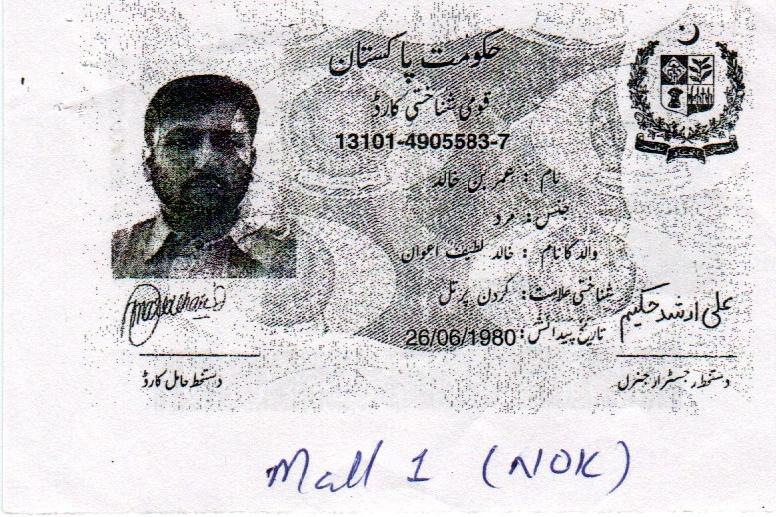 حکومت پاکستان
قومی شناختی کارڈ
13101-4905583-7
نام : عمر بن خالد
جنس : مرد
والد کا نام : خالد لطیف اعوان
شناختی علامت : گردن پر تل
تاریخ پیدائش : 26/06/1980
علی ارشد حکیم
دستخط حامل کارڈ
دستخط رجسٹرار جنرل
Mall 1 (NOK)